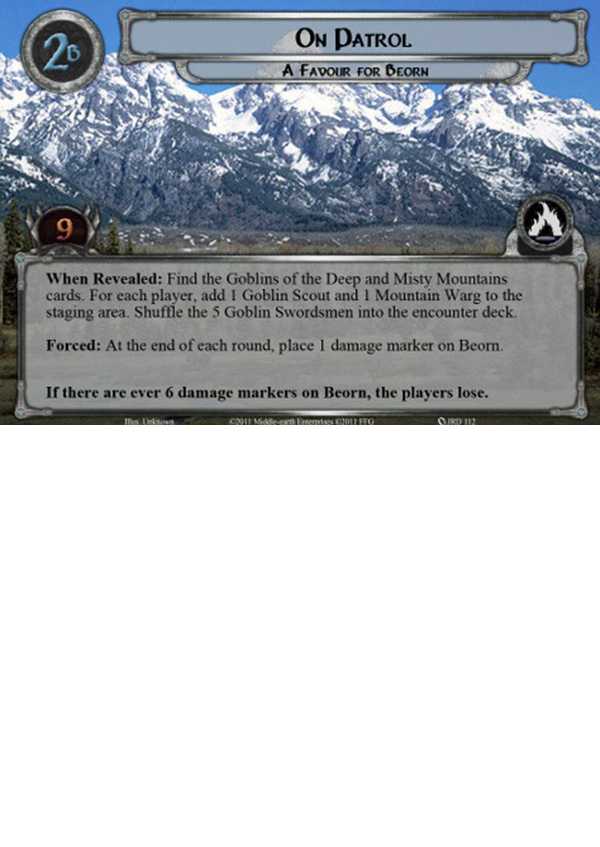 2B
On Patrol
A Favour for Beorn
9
When Revealed: Find the Goblins of the Deep and Misty Mountains
cards. For each player, add 1 Goblin Scout and 1 Mountain Warg to the
staging area. Shuffle the 5 Goblin Swordsmen into the encounter deck.
Forced: At the end of each round, place 1 damage marker on Beorn.
If there are ever 6 damage markers on Beorn, the players lose.
Illus. Unknown ©2011 Middle-earth Enterprises ©2011 FFG JRD 112